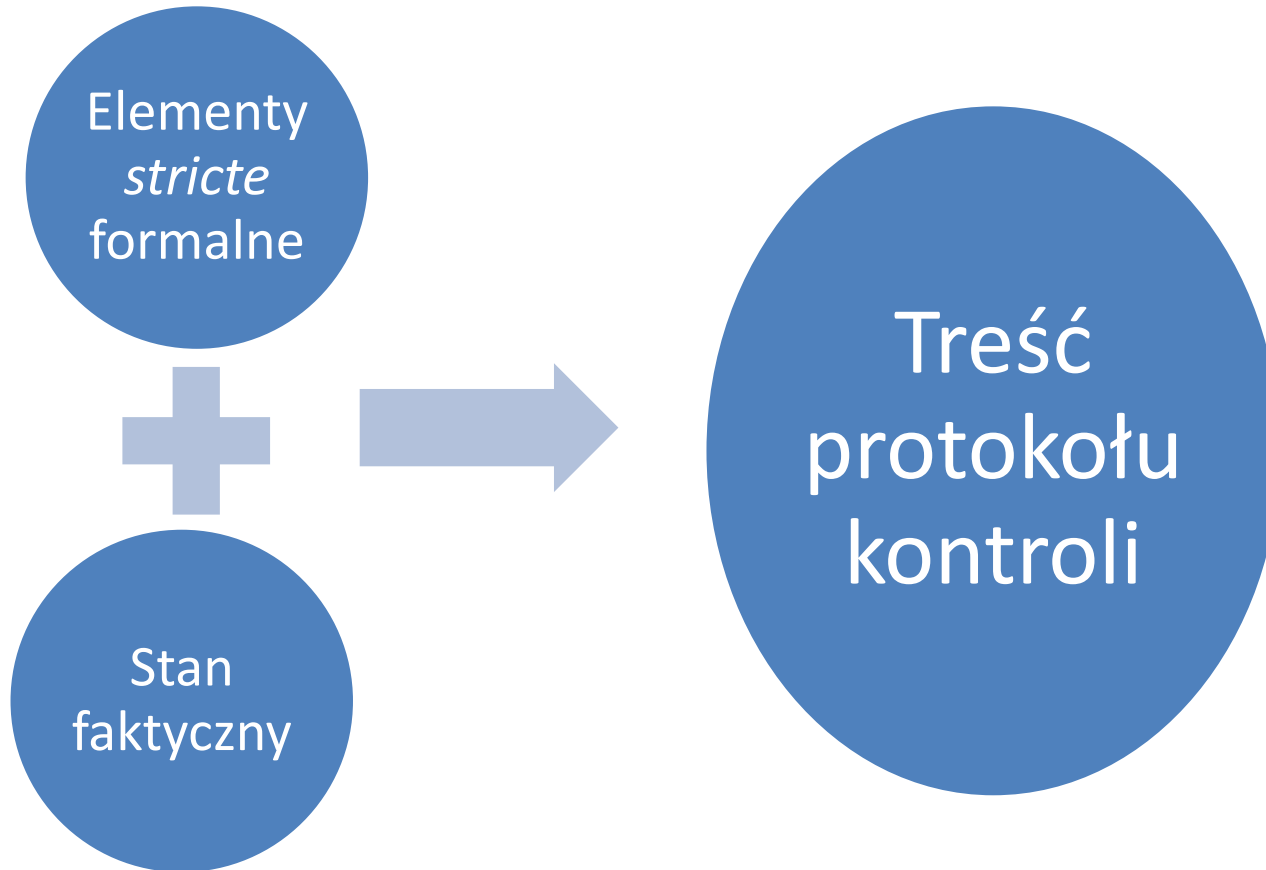 Elementy
stricte
formalne
Stan
faktyczny
Treść
protokołu
kontroli